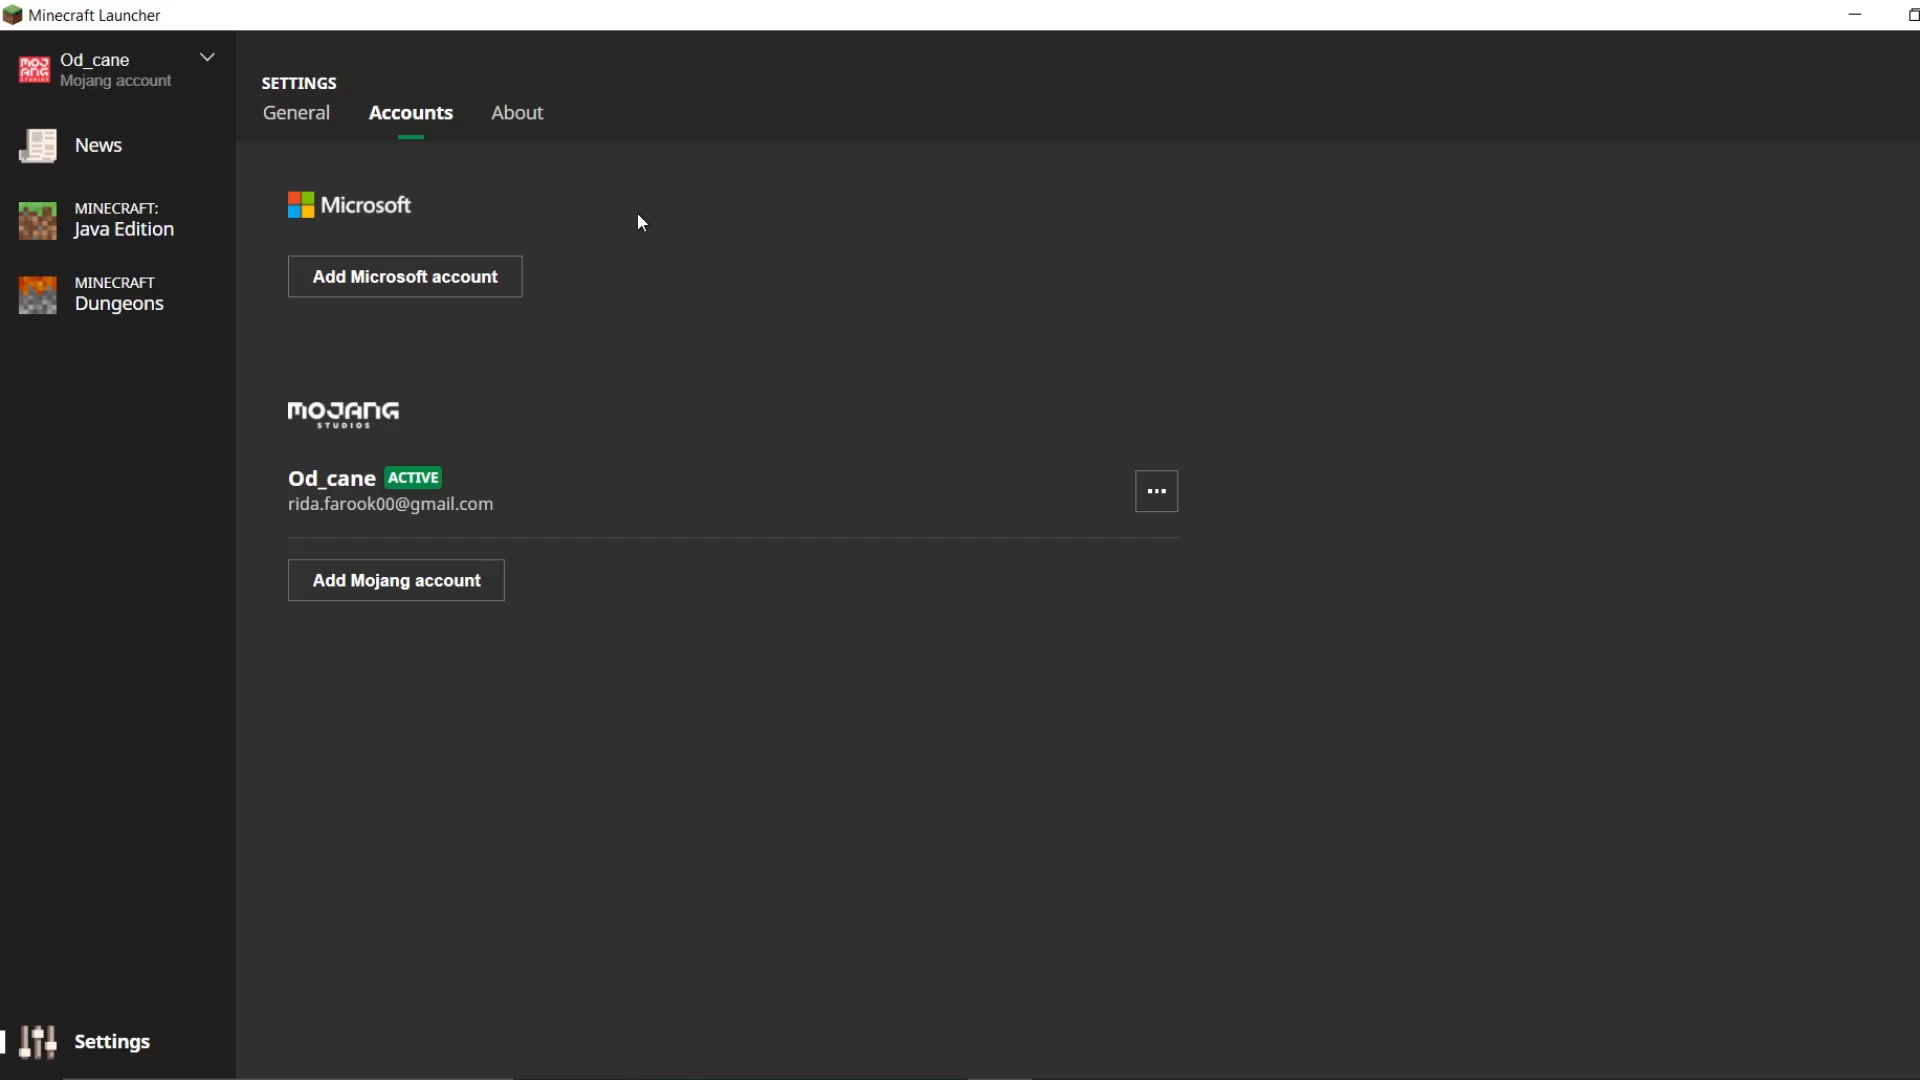 Minecraft Launcher
Od_cane
Mojang account
News
MINECRAFT:
Java Edition
MINECRAFT
Dungeons
Settings
SETTINGS
General Accounts About
Microsoft
Add Microsoft account
MOJANG
STUDIOS
Od_cane ACTIVE
rida.farook00@gmail.com
Add Mojang account